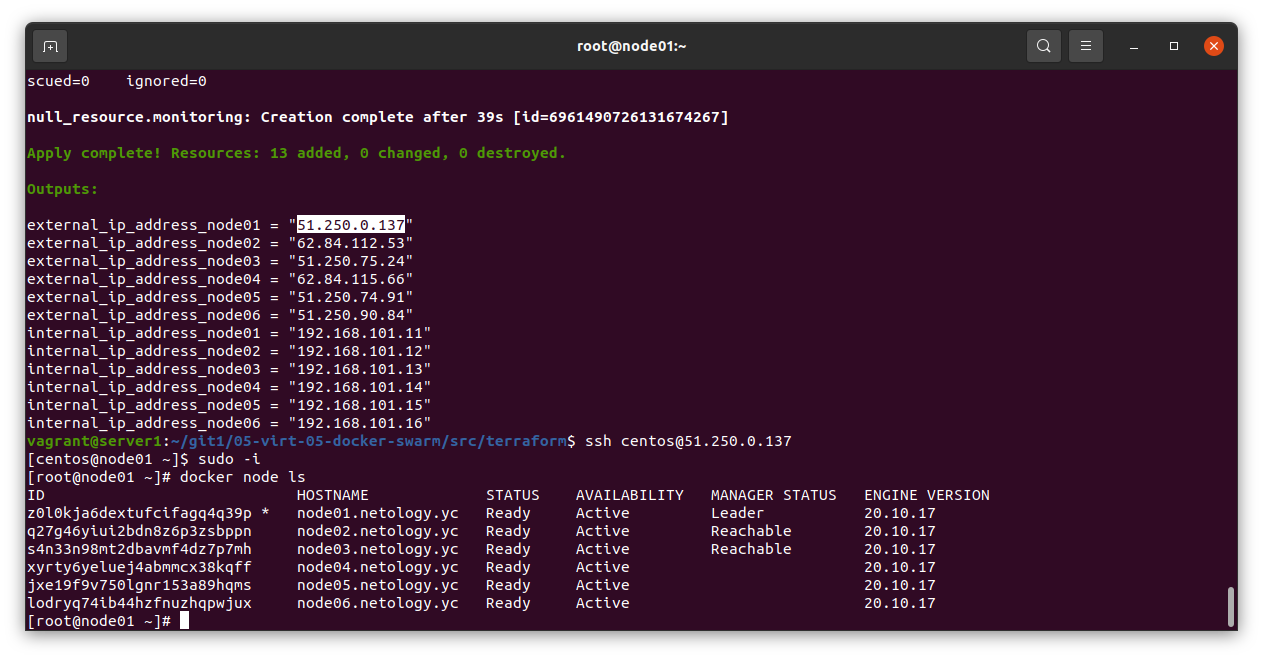 root@node01:~
scued=0    ignored=0
null_resource.monitoring: Creation complete after 39s [id=6961490726131674267]
Apply complete! Resources: 13 added, 0 changed, 0 destroyed.
Outputs:
external_ip_address_node01 = "51.250.0.137"
external_ip_address_node02 = "62.84.112.53"
external_ip_address_node03 = "51.250.75.24"
external_ip_address_node04 = "62.84.115.66"
external_ip_address_node05 = "51.250.74.91"
external_ip_address_node06 = "51.250.90.84"
internal_ip_address_node01 = "192.168.101.11"
internal_ip_address_node02 = "192.168.101.12"
internal_ip_address_node03 = "192.168.101.13"
internal_ip_address_node04 = "192.168.101.14"
internal_ip_address_node05 = "192.168.101.15"
internal_ip_address_node06 = "192.168.101.16"
vagrant@server1:~/git1/05-virt-05-docker-swarm/src/terraform$ ssh centos@51.250.0.137
[centos@node01 ~]$ sudo -i
[root@node01 ~]# docker node ls
ID                            HOSTNAME             STATUS    AVAILABILITY   MANAGER STATUS   ENGINE VERSION
z0l0kja6dextufcifagq4q39p *   node01.netology.yc   Ready     Active         Leader           20.10.17
q27g46yiui2bdn8z6p3zsbppn     node02.netology.yc   Ready     Active         Reachable        20.10.17
s4n33n98mt2dbavmf4dz7p7mh     node03.netology.yc   Ready     Active         Reachable        20.10.17
xyrty6yeluej4abmmcx38kqff     node04.netology.yc   Ready     Active                          20.10.17
jxe19f9v750lgnr153a89hqms     node05.netology.yc   Ready     Active                          20.10.17
lodryq74ib44hzfnuzhqpwjux     node06.netology.yc   Ready     Active                          20.10.17
[root@node01 ~]#